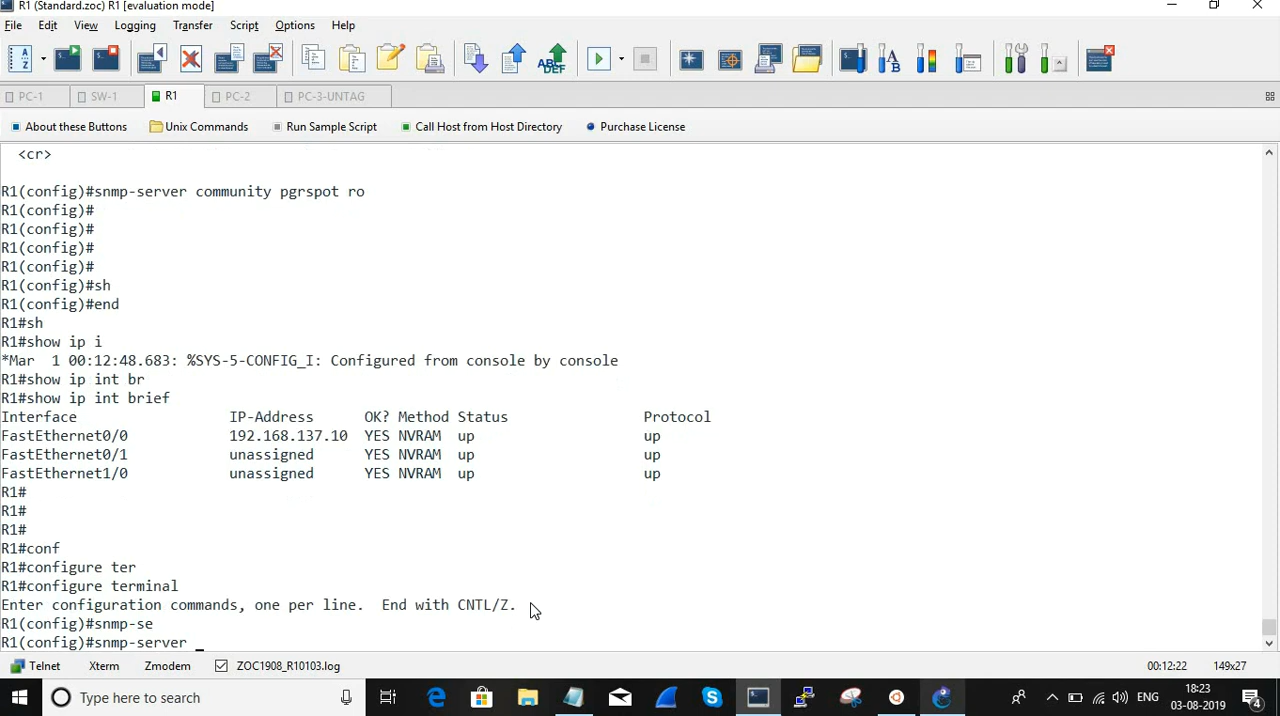 R1 (Standard.zoc) R1 [evaluation mode]
File Edit View Logging Transfer Script Options Help
PC-1 SW-1 R1 PC-2 PC-3-UNTAG
About these Buttons Unix Commands Run Sample Script Call Host from Host Directory Purchase License
<cr>
R1(config)#snmp-server community pgrspot ro
R1(config)#
R1(config)#
R1(config)#
R1(config)#
R1(config)#sh
R1(config)#end
R1#sh
R1#show ip i
*Mar  1 00:12:48.683: %SYS-5-CONFIG_I: Configured from console by console
R1#show ip int br
R1#show ip int brief
Interface IP-Address OK? Method Status Protocol
FastEthernet0/0 192.168.137.10 YES NVRAM up up
FastEthernet0/1 unassigned YES NVRAM up up
FastEthernet1/0 unassigned YES NVRAM up up
R1#
R1#
R1#
R1#conf
R1#configure ter
R1#configure terminal
Enter configuration commands, one per line.  End with CNTL/Z.
R1(config)#snmp-se
R1(config)#snmp-server _
Telnet Xterm Zmodem ZOC1908_R10103.log 00:12:22 149x27
Type here to search ENG 18:23
03-08-2019 4